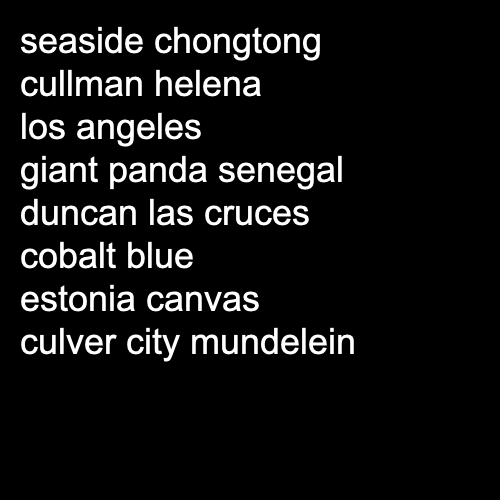 seaside chongtong
cullman helena
los angeles
giant panda senegal
duncan las cruces
cobalt blue
estonia canvas
culver city mundelein